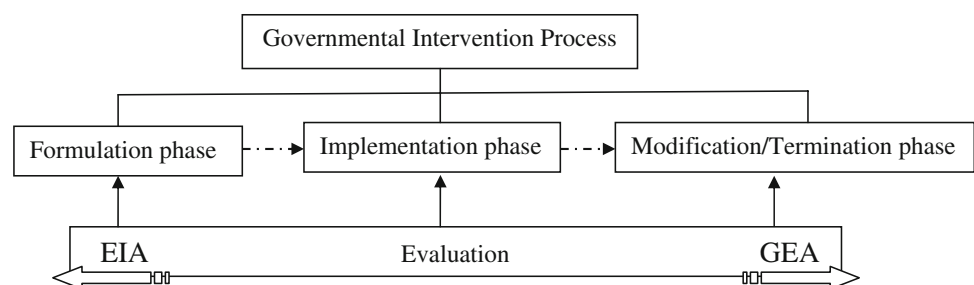 Governmental Intervention Process
Formulation phase
Implementation phase
Modification/Termination phase
EIA
Evaluation
GEA